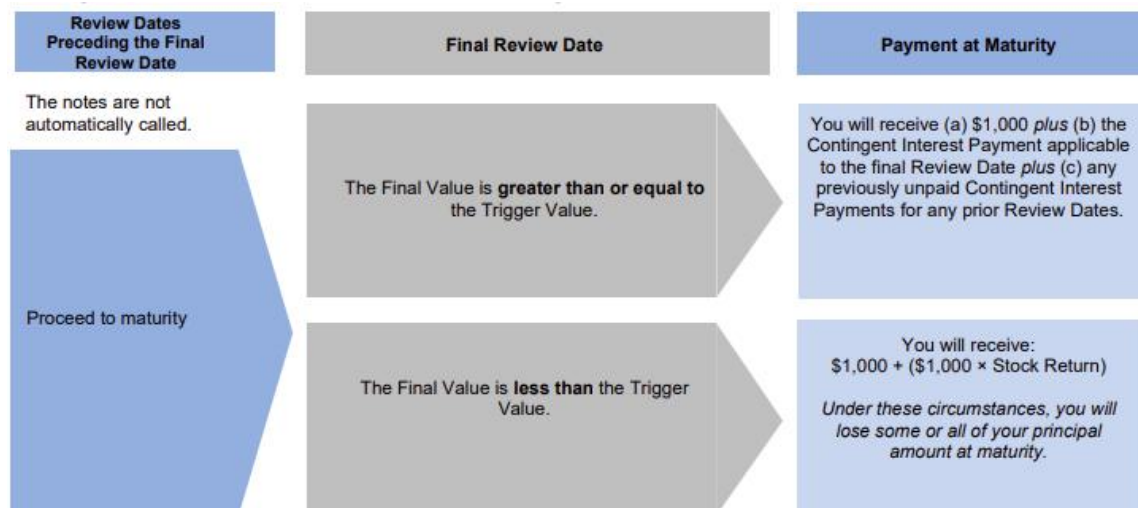 Review Dates
Preceding the Final
Review Date
Final Review Date
Payment at Maturity
The notes are not
automatically called.
Proceed to maturity
The Final Value is greater than or equal to
the Trigger Value.
You will receive (a) $1,000 plus (b) the
Contingent Interest Payment applicable
to the final Review Date plus (c) any
previously unpaid Contingent Interest
Payments for any prior Review Dates.
The Final Value is less than the Trigger
Value.
You will receive:
$1,000 + ($1,000 × Stock Return)
Under these circumstances, you will
lose some or all of your principal
amount at maturity.